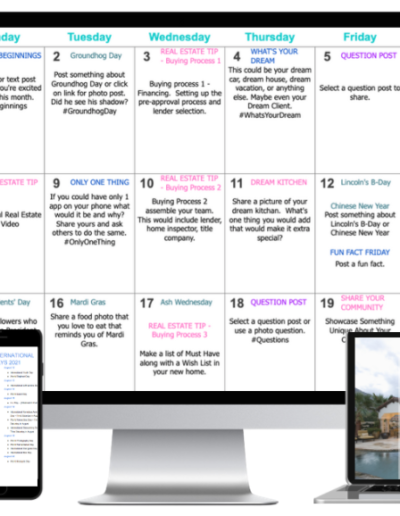 nday Tuesday Wednesday Thursday Friday
BEGINNINGS
or text post
ou're excited
this month.
ginnings
2 Groundhog Day
Post something about
Groundhog Day or click
on link for photo post.
Did he see his shadow?
#GroundhogDay
3 REAL ESTATE TIP
- Buying Process 1
Buying process 1 -
Financing. Setting up the
pre-approval process and
lender selection.
4 WHAT'S YOUR
DREAM
This could be your dream
car, dream house, dream
vacation, or anything
else. Maybe even your
Dream Client.
#WhatsYourDream
5 QUESTION POST
Select a question post to
share.
ESTATE TIP
l Real Estate
Video
9 ONLY ONE THING
If you could have only 1
app on your phone what
would it be and why?
Share yours and ask
others to do the same.
#OnlyOneThing
10 REAL ESTATE TIP
- Buying Process 2
Buying Process 2
assemble your team.
This would include lender,
home inspector, title
company.
11 DREAM KITCHEN
Share a picture of your
dream kitchen. What's
one thing you would add
that would make it extra
special?
12 Lincoln's B-Day
Chinese New Year
Post something about
Lincoln's B-Day or
Chinese New Year
FUN FACT FRIDAY
Post a fun fact.
ents' Day
llowers who
16 Mardi Gras
Share a food photo that
you love to eat that
reminds you of Mardi
Gras.
17 Ash Wednesday
REAL ESTATE TIP -
Buying Process 3
Make a list of Must Have
along with a Wish List in
your new home.
18 QUESTION POST
Select a question post or
use a photo question.
#Questions
19 SHARE YOUR
COMMUNITY
Showcase Something
Unique About Your
TERNATIONAL
YS 2021